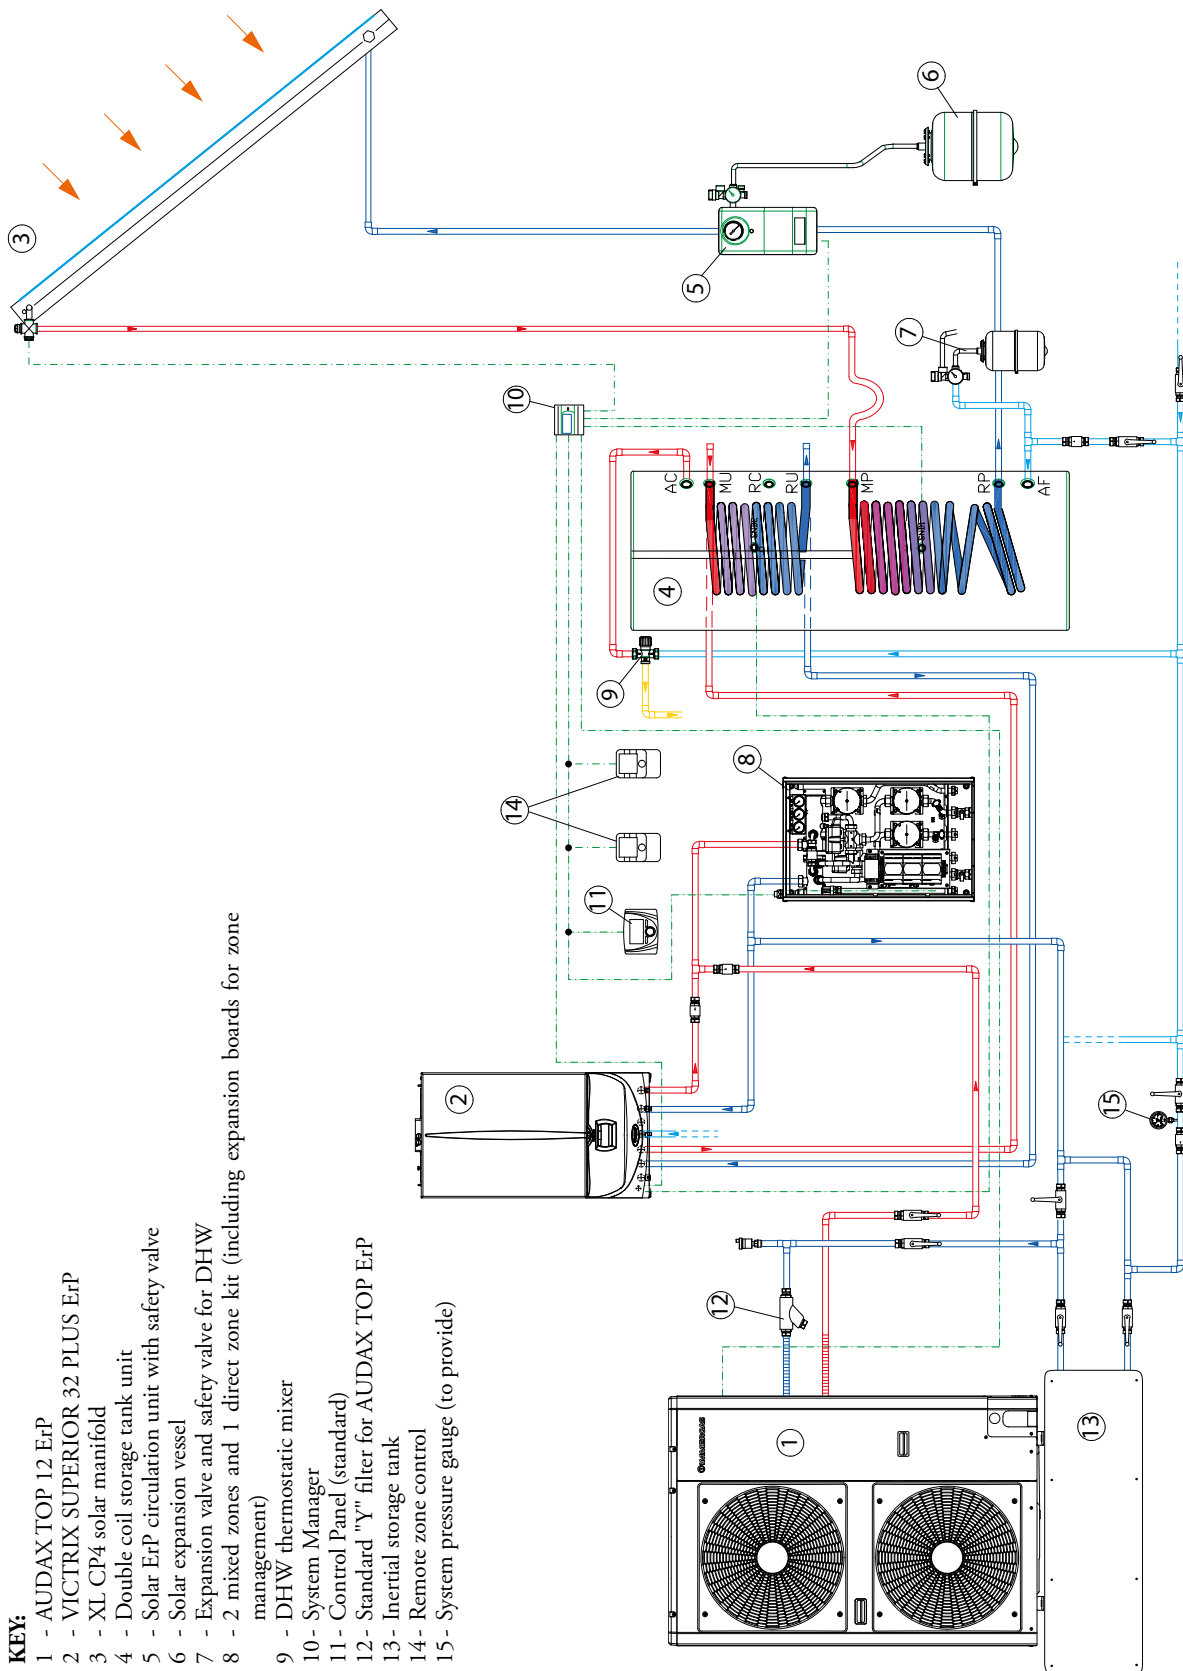 KEY:
1 - AUDAX TOP 12 ErP
2 - VICTRIX SUPERIOR 32 PLUS ErP
3 - XL CP4 solar manifold
4 - Double coil storage tank unit
5 - Solar ErP circulation unit with safety valve
6 - Solar expansion vessel
7 - Expansion valve and safety valve for DHW
8 - 2 mixed zones and 1 direct zone kit (including expansion boards for zone
management)
9 - DHW thermostatic mixer
10- System Manager
11- Control Panel (standard)
12- Standard "Y" filter for AUDAX TOP ErP
13- Inertial storage tank
14- Remote zone control
15- System pressure gauge (to provide)
3
6
5
7
10
AC
MU
RC
RU
MP
RP
AF
4
9
14
8
11
2
15
12
1
IMMERGAS
13